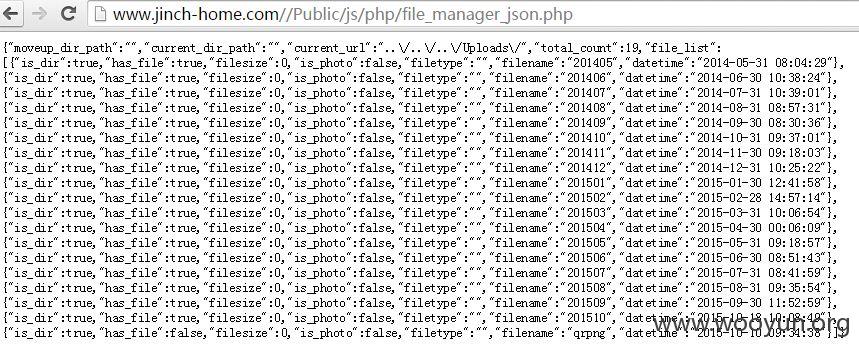 www.jinch-home.com//Public/js/php/file_manager_json.php
{"moveup_dir_path":"","current_dir_path":"","current_url":"..\/..\/..\/Uploads\/","total_count":19,"file_list":
[{"is_dir":true,"has_file":true,"filesize":0,"is_photo":false,"filetype":"","filename":"201405","datetime":"2014-05-31 08:04:29"},
{"is_dir":true,"has_file":true,"filesize":0,"is_photo":false,"filetype":"","filename":"201406","datetime":"2014-06-30 10:38:24"},
{"is_dir":true,"has_file":true,"filesize":0,"is_photo":false,"filetype":"","filename":"201407","datetime":"2014-07-31 10:39:01"},
{"is_dir":true,"has_file":true,"filesize":0,"is_photo":false,"filetype":"","filename":"201408","datetime":"2014-08-31 08:57:31"},
{"is_dir":true,"has_file":true,"filesize":0,"is_photo":false,"filetype":"","filename":"201409","datetime":"2014-09-30 08:30:36"},
{"is_dir":true,"has_file":true,"filesize":0,"is_photo":false,"filetype":"","filename":"201410","datetime":"2014-10-31 09:37:01"},
{"is_dir":true,"has_file":true,"filesize":0,"is_photo":false,"filetype":"","filename":"201411","datetime":"2014-11-30 09:18:03"},
{"is_dir":true,"has_file":true,"filesize":0,"is_photo":false,"filetype":"","filename":"201412","datetime":"2014-12-31 10:25:22"},
{"is_dir":true,"has_file":true,"filesize":0,"is_photo":false,"filetype":"","filename":"201501","datetime":"2015-01-30 12:41:58"},
{"is_dir":true,"has_file":true,"filesize":0,"is_photo":false,"filetype":"","filename":"201502","datetime":"2015-02-28 14:57:14"},
{"is_dir":true,"has_file":true,"filesize":0,"is_photo":false,"filetype":"","filename":"201503","datetime":"2015-03-31 10:06:54"},
{"is_dir":true,"has_file":true,"filesize":0,"is_photo":false,"filetype":"","filename":"201504","datetime":"2015-04-30 00:06:09"},
{"is_dir":true,"has_file":true,"filesize":0,"is_photo":false,"filetype":"","filename":"201505","datetime":"2015-05-31 09:18:57"},
{"is_dir":true,"has_file":true,"filesize":0,"is_photo":false,"filetype":"","filename":"201506","datetime":"2015-06-30 08:51:43"},
{"is_dir":true,"has_file":true,"filesize":0,"is_photo":false,"filetype":"","filename":"201507","datetime":"2015-07-31 08:41:59"},
{"is_dir":true,"has_file":true,"filesize":0,"is_photo":false,"filetype":"","filename":"201508","datetime":"2015-08-31 09:35:54"},
{"is_dir":true,"has_file":true,"filesize":0,"is_photo":false,"filetype":"","filename":"201509","datetime":"2015-09-30 11:52:59"},
{"is_dir":true,"has_file":true,"filesize":0,"is_photo":false,"filetype":"","filename":"201510","datetime":"2015-10-18 10:08:49"},
{"is_dir":true,"has_file":false,"filesize":0,"is_photo":false,"filetype":"","filename":"qrpng","datetime":"2015-10-10 09:34:38"}]}
www.wooyun.org